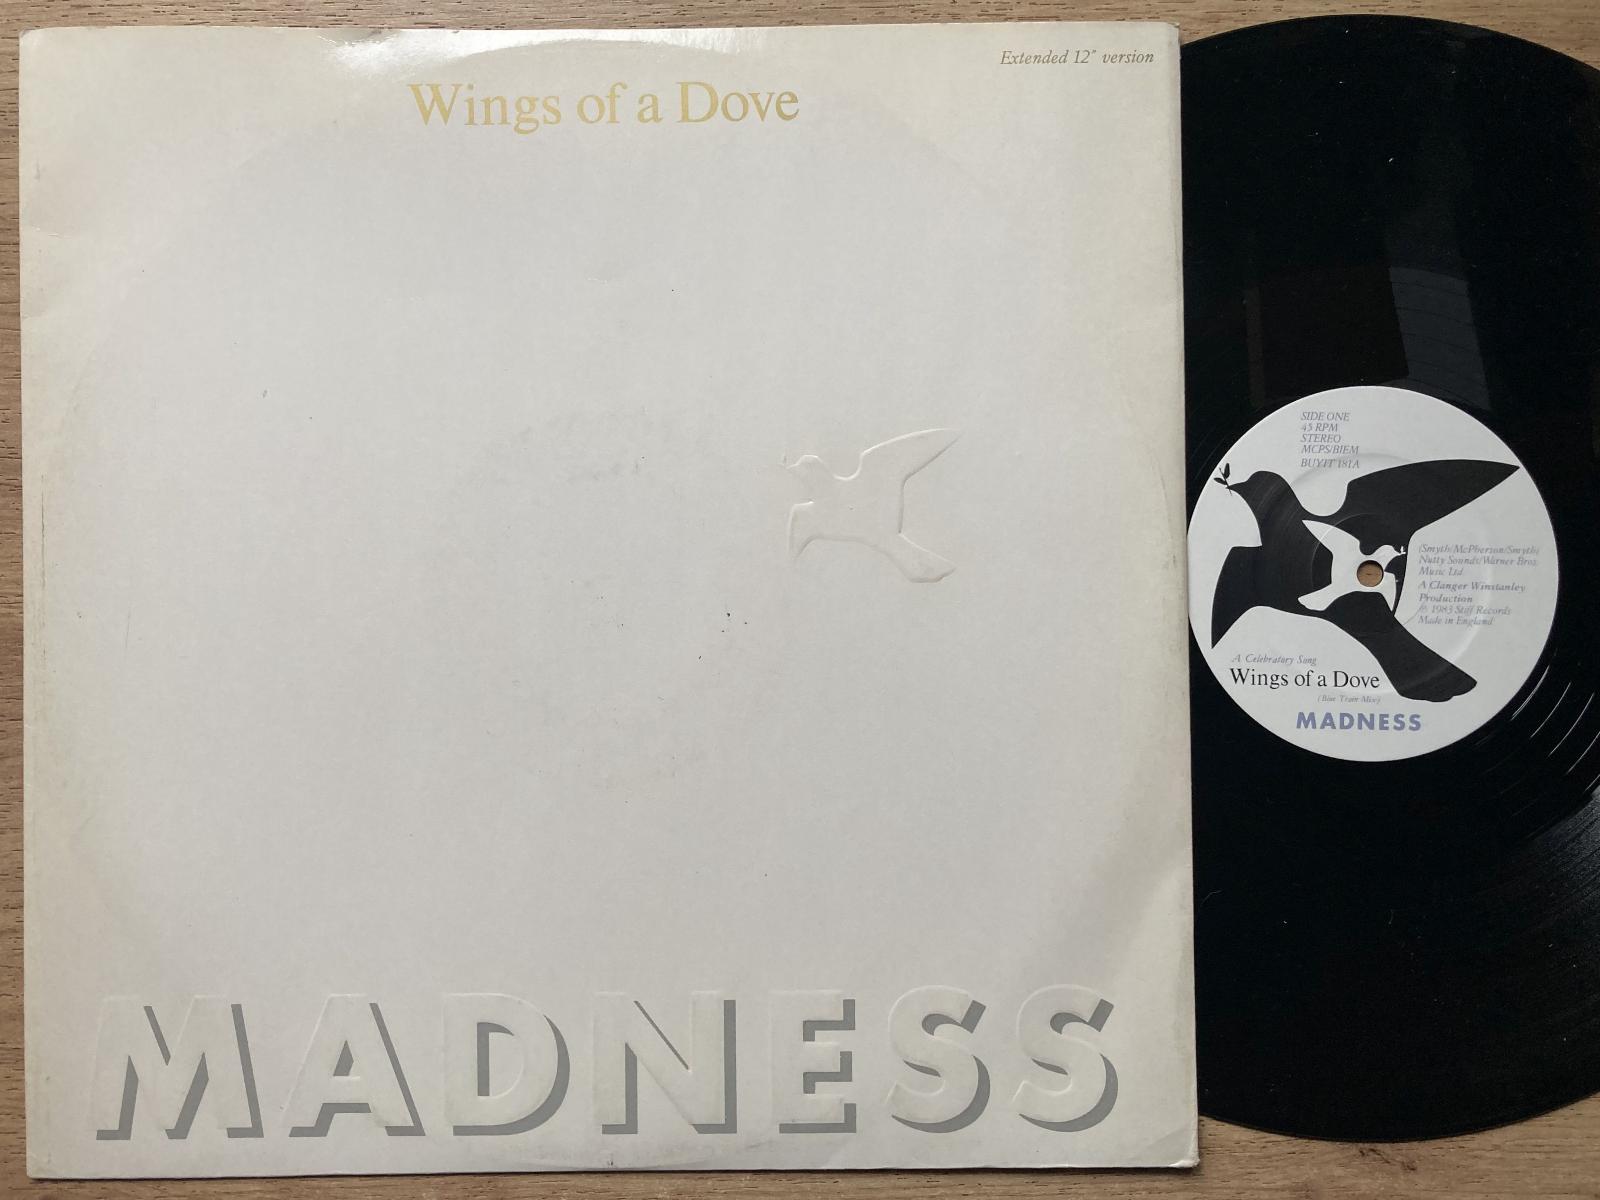 Extended 12" version
Wings of a Dove
MADNESS
SIDE ONE
45 RPM
STEREO
MCPS/BIEM
BUYIT 181A
(Smyth/McPherson/Smyth)
Nutty Sounds/Warner Bros.
Music Ltd.
A Clanger Winstanley
Production
℗ 1983 Stiff Records
Made in England
A Celebratory Song
Wings of a Dove
(Blue Train Mix)
MADNESS